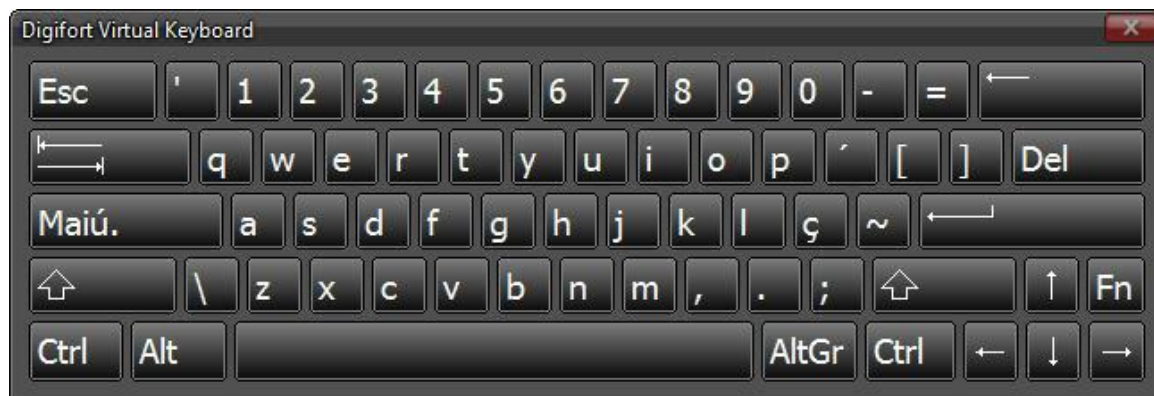 Digifort Virtual Keyboard
Esc ' 1 2 3 4 5 6 7 8 9 0 - =
q w e r t y u i o p ´ [ ] Del
Maiú. a s d f g h j k l ç ~
\ z x c v b n m , . ; Fn
Ctrl Alt AltGr Ctrl